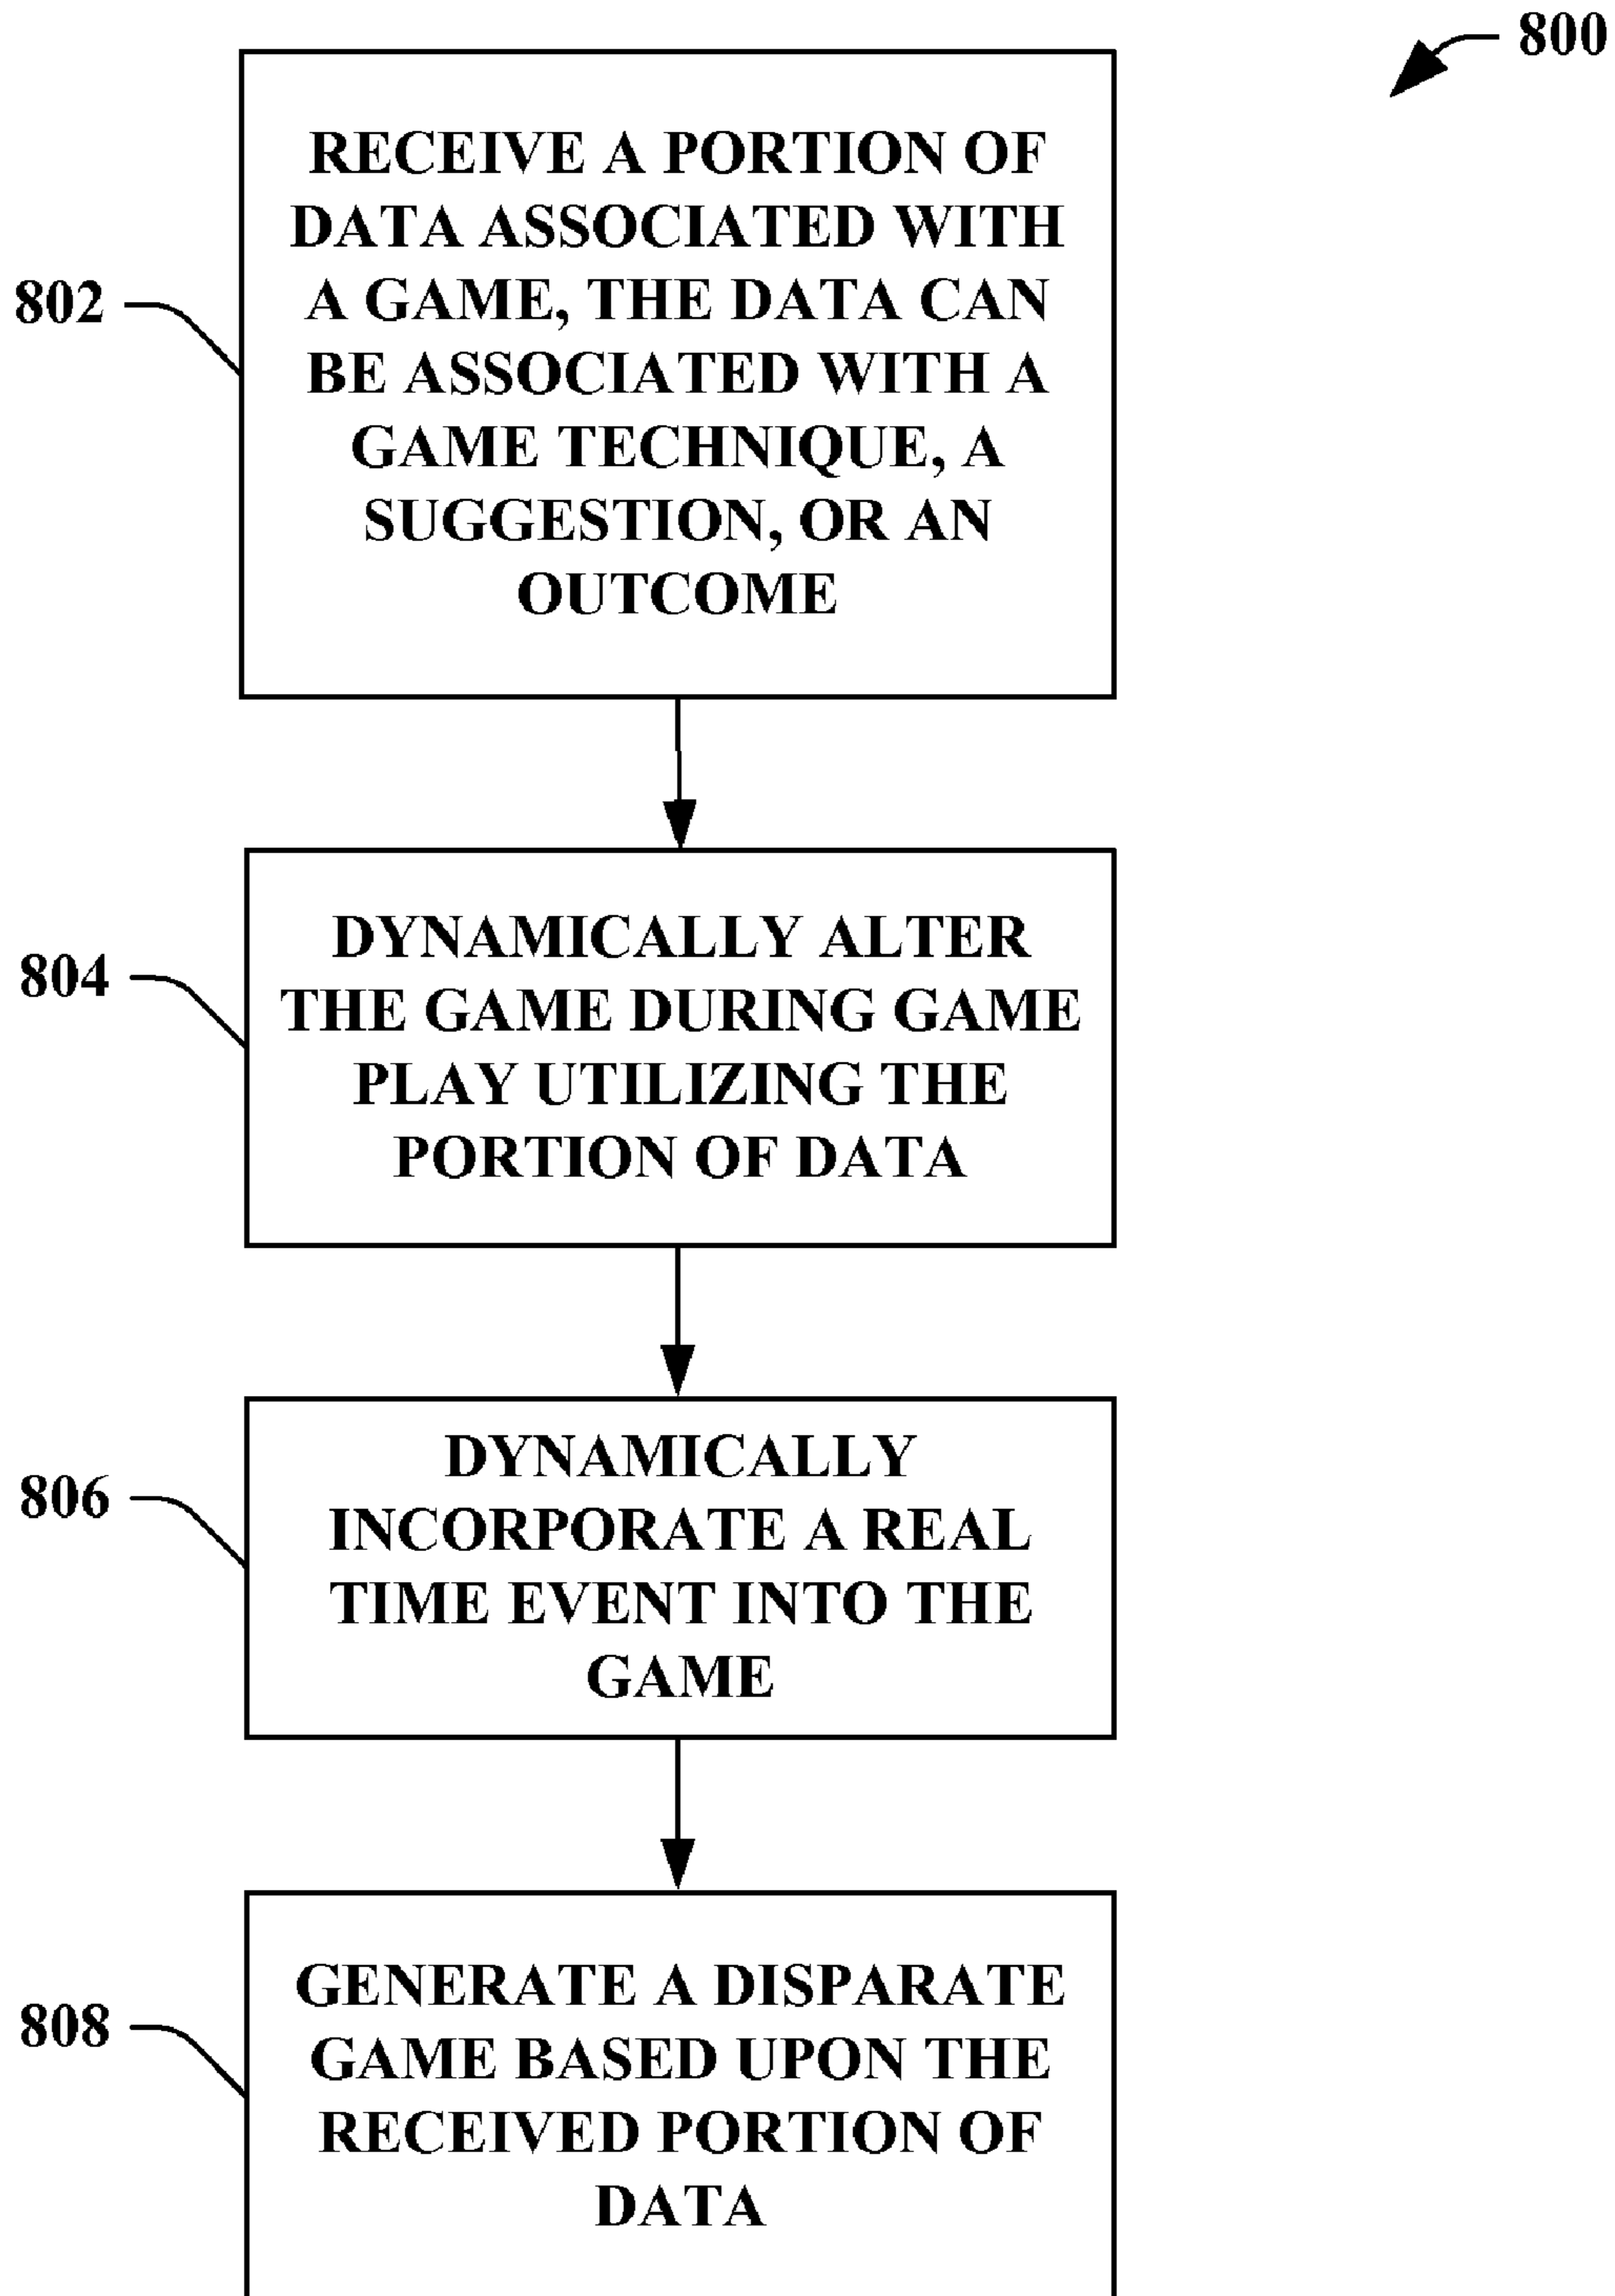 800
RECEIVE A PORTION OF
DATA ASSOCIATED WITH
A GAME, THE DATA CAN
BE ASSOCIATED WITH A
GAME TECHNIQUE, A
SUGGESTION, OR AN
OUTCOME
802
DYNAMICALLY ALTER
THE GAME DURING GAME
PLAY UTILIZING THE
PORTION OF DATA
804
DYNAMICALLY
INCORPORATE A REAL
TIME EVENT INTO THE
GAME
806
GENERATE A DISPARATE
GAME BASED UPON THE
RECEIVED PORTION OF
DATA
808